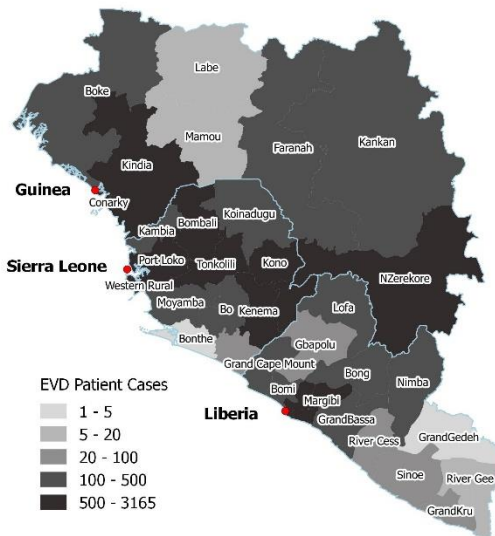 Labe
Boke
Mamou
Kankan
Faranah
Kindia
Guinea
Conarky
Koinadugu
Bombali
Kambia
Port Loko
Kono
Sierra Leone
Tonkolili
NZerekore
Western Rural
Moyamba
Bo
Kenema
Lofa
Bonthe
Gbapolu
Grand Cape Mount
Bong
Nimba
EVD Patient Cases
Bomi
Margibi
1 - 5
Liberia
GrandBassa
GrandGedeh
5 - 20
River Cess
20 - 100
Sinoe
River Gee
100 - 500
GrandKru
500 - 3165